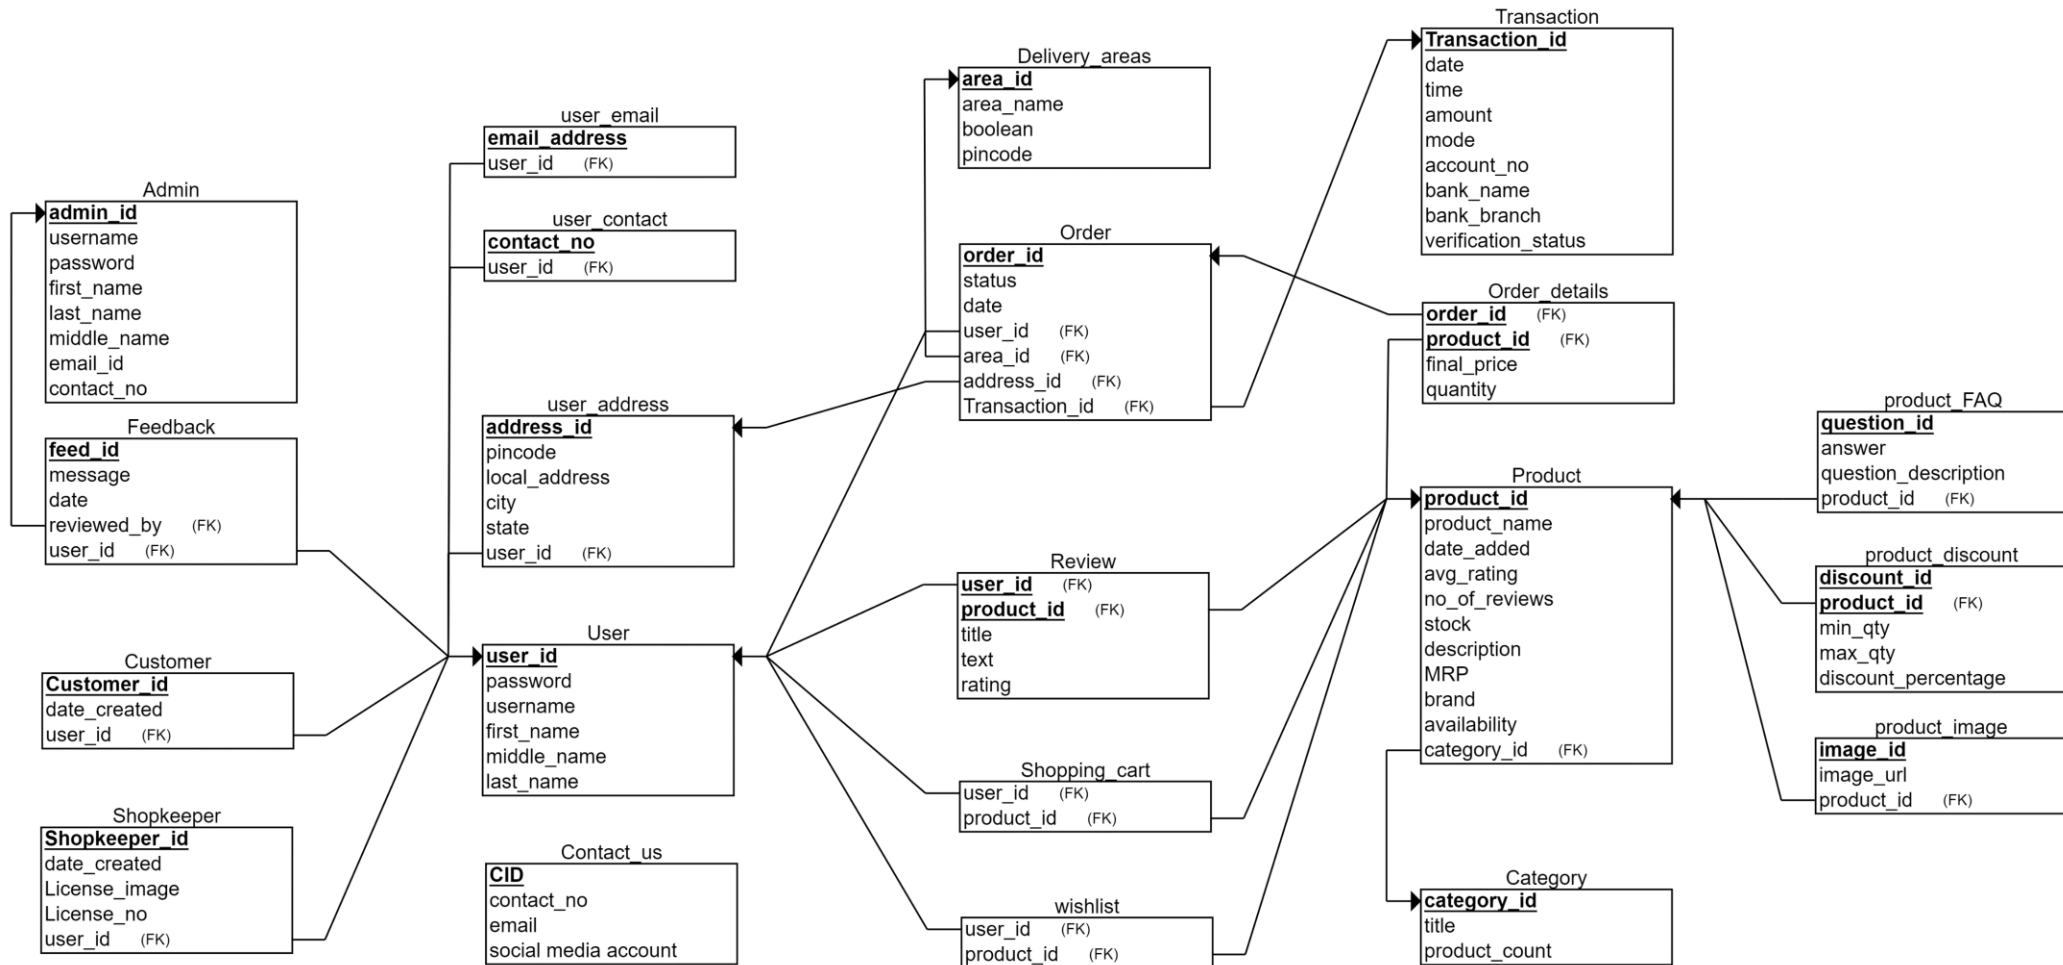 Admin
admin_id
username
password
first_name
last_name
middle_name
email_id
contact_no
Feedback
feed_id
message
date
reviewed_by (FK)
user_id (FK)
Customer
Customer_id
date_created
user_id (FK)
Shopkeeper
Shopkeeper_id
date_created
License_image
License_no
user_id (FK)
user_email
email_address
user_id (FK)
user_contact
contact_no
user_id (FK)
user_address
address_id
pincode
local_address
city
state
user_id (FK)
User
user_id
password
username
first_name
middle_name
last_name
Contact_us
CID
contact_no
email
social media account
Delivery_areas
area_id
area_name
boolean
pincode
Order
order_id
status
date
user_id (FK)
area_id (FK)
address_id (FK)
Transaction_id (FK)
Review
user_id (FK)
product_id (FK)
title
text
rating
Shopping_cart
user_id (FK)
product_id (FK)
wishlist
user_id (FK)
product_id (FK)
Transaction
Transaction_id
date
time
amount
mode
account_no
bank_name
bank_branch
verification_status
Order_details
order_id (FK)
product_id (FK)
final_price
quantity
Product
product_id
product_name
date_added
avg_rating
no_of_reviews
stock
description
MRP
brand
availability
category_id (FK)
Category
category_id
title
product_count
product_FAQ
question_id
answer
question_description
product_id (FK)
product_discount
discount_id
product_id (FK)
min_qty
max_qty
discount_percentage
product_image
image_id
image_url
product_id (FK)